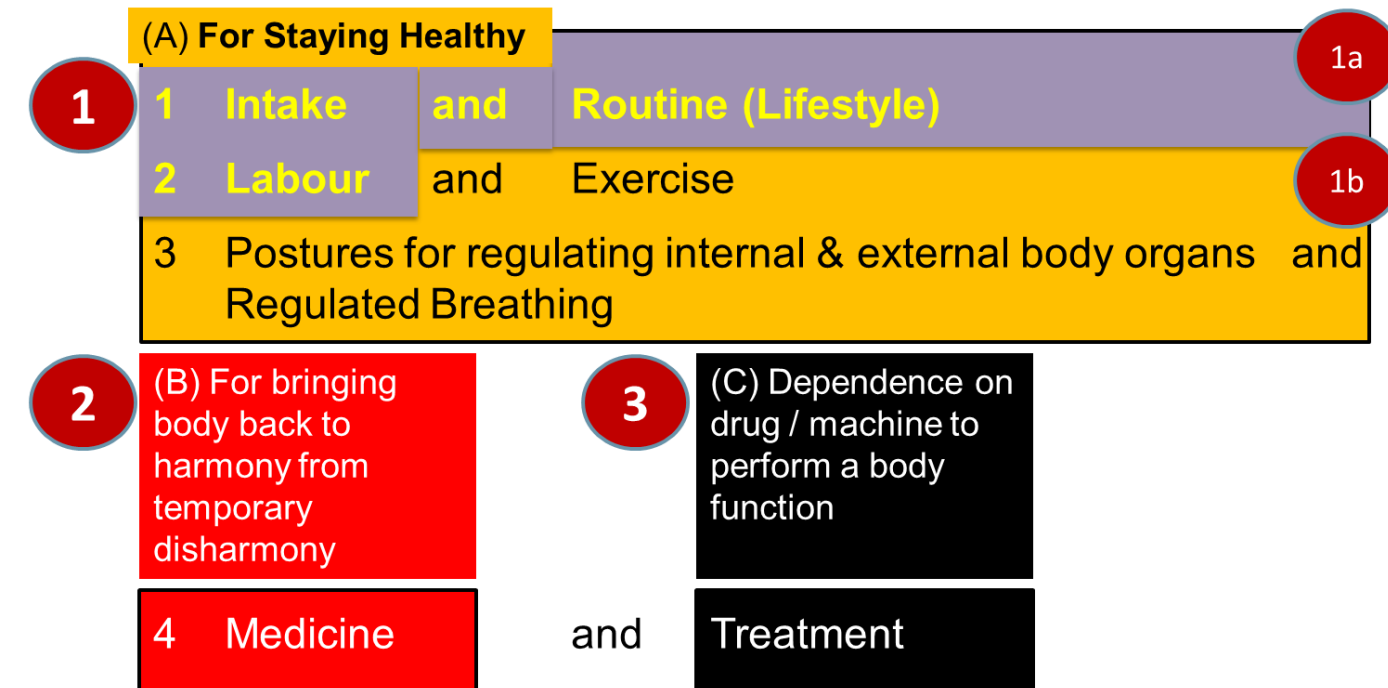 (A) For Staying Healthy
1a
1
1 Intake and Routine (Lifestyle)
2 Labour and Exercise
1b
3 Postures for regulating internal & external body organs and
Regulated Breathing
2
(B) For bringing
body back to
harmony from
temporary
disharmony
3
(C) Dependence on
drug / machine to
perform a body
function
4 Medicine and Treatment